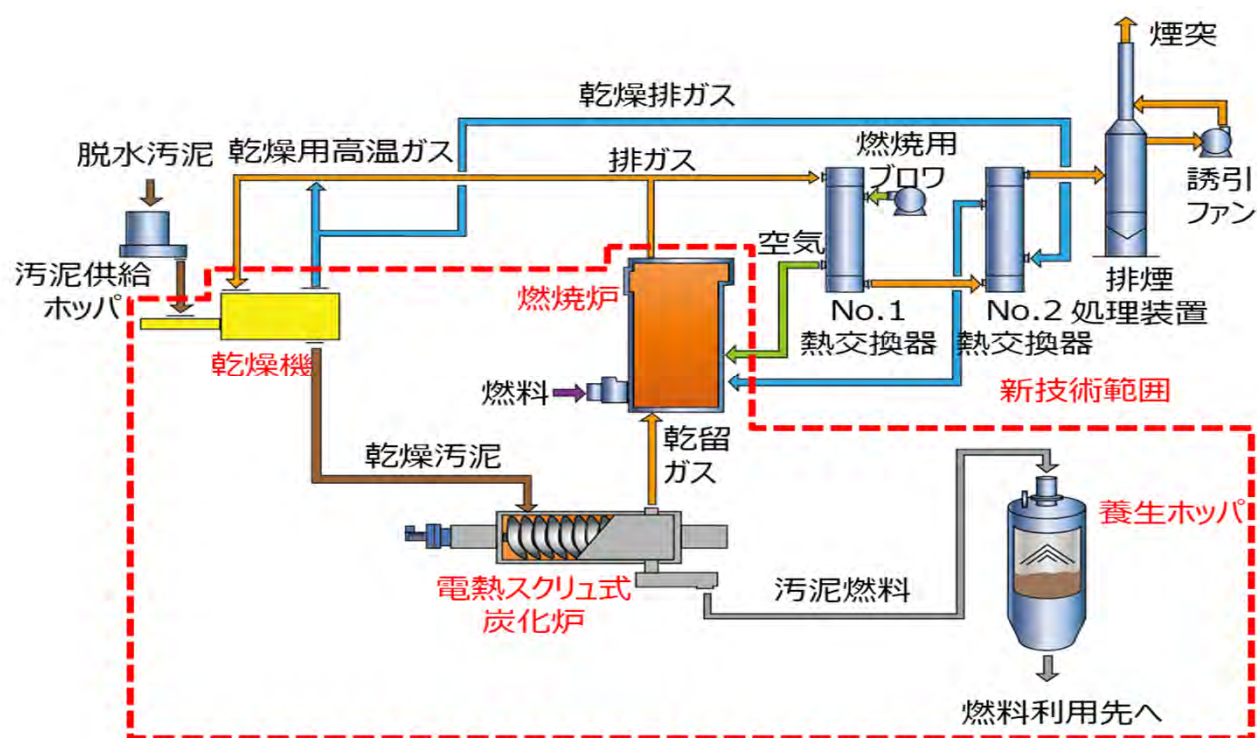 煙突
乾燥排ガス
脱水汚泥
乾燥用高温ガス
排ガス
燃焼用
ブロワ
誘引
ファン
汚泥供給
ホッパ
空気
燃焼炉
No.1
熱交換器
No.2
熱交換器
排煙
処理装置
乾燥機
燃料
新技術範囲
乾留
ガス
乾燥汚泥
養生ホッパ
電熱スクリュ式
炭化炉
汚泥燃料
燃料利用先へ